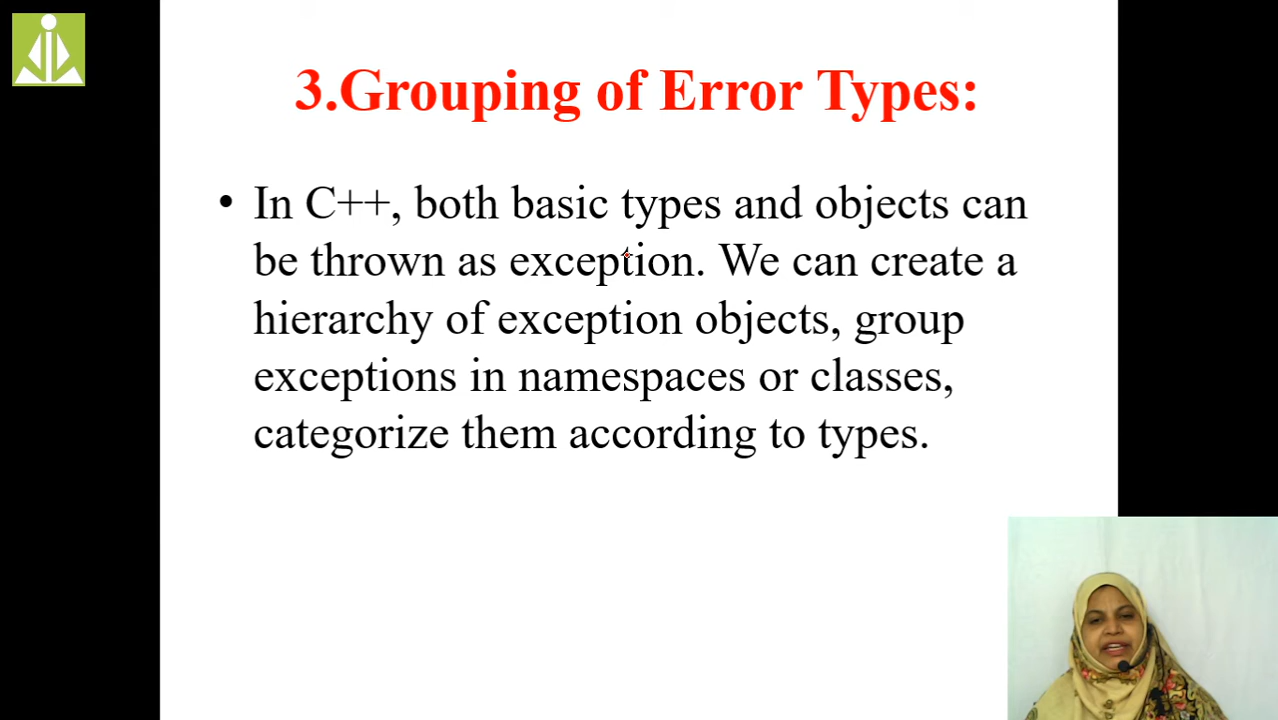 3.Grouping of Error Types:
• In C++, both basic types and objects can
be thrown as exception. We can create a
hierarchy of exception objects, group
exceptions in namespaces or classes,
categorize them according to types.